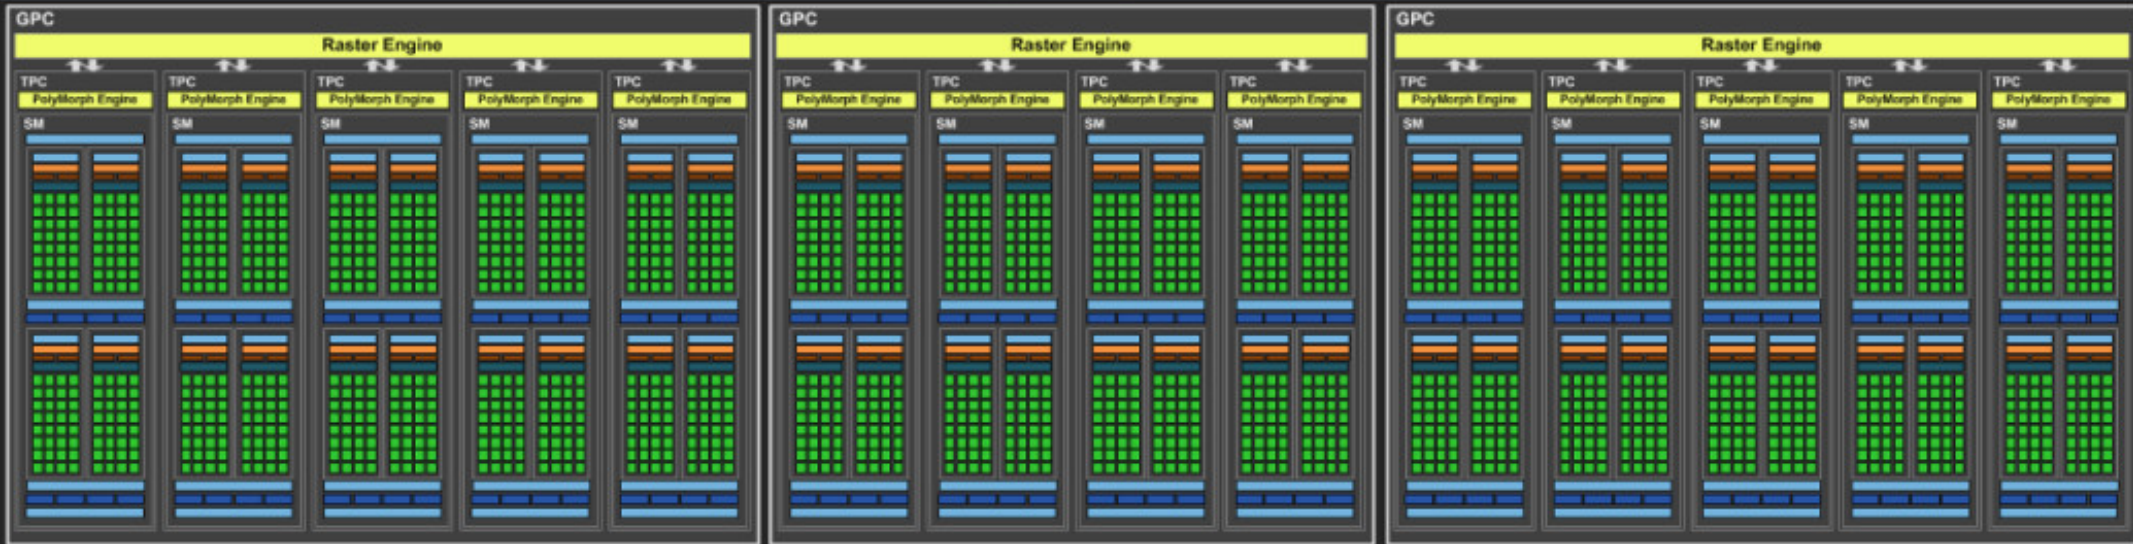 GPC GPC GPC
Raster Engine Raster Engine Raster Engine
TPC TPC TPC TPC TPC TPC TPC TPC TPC TPC TPC TPC TPC TPC
PolyMorph Engine PolyMorph Engine PolyMorph Engine PolyMorph Engine PolyMorph Engine PolyMorph Engine PolyMorph Engine PolyMorph Engine PolyMorph Engine PolyMorph Engine PolyMorph Engine PolyMorph Engine PolyMorph Engine PolyMorph Engine
SM SM SM SM SM SM SM SM SM SM SM SM SM SM